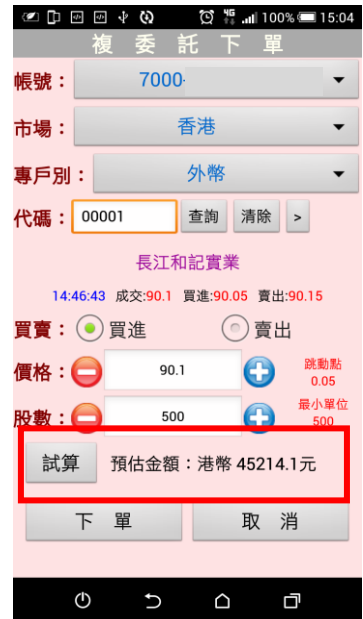 4G 100% 15:04
複委託下單
帳號： 7000-
市場： 香港
專戶別： 外幣
代碼： 00001 查詢 清除 >
長江和記實業
14:46:43 成交:90.1 買進:90.05 賣出:90.15
買賣： 買進 賣出
價格： 90.1 跳動點
0.05
股數： 500 最小單位
500
試算 預估金額：港幣 45214.1元
下 單 取 消